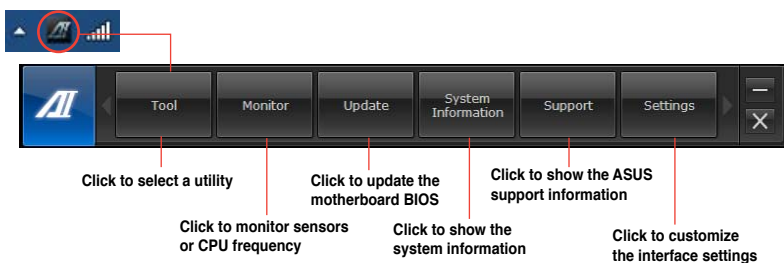 Tool
Monitor
Update
System
Information
Support
Settings
Click to select a utility
Click to monitor sensors
or CPU frequency
Click to update the
motherboard BIOS
Click to show the
system information
Click to show the ASUS
support information
Click to customize
the interface settings